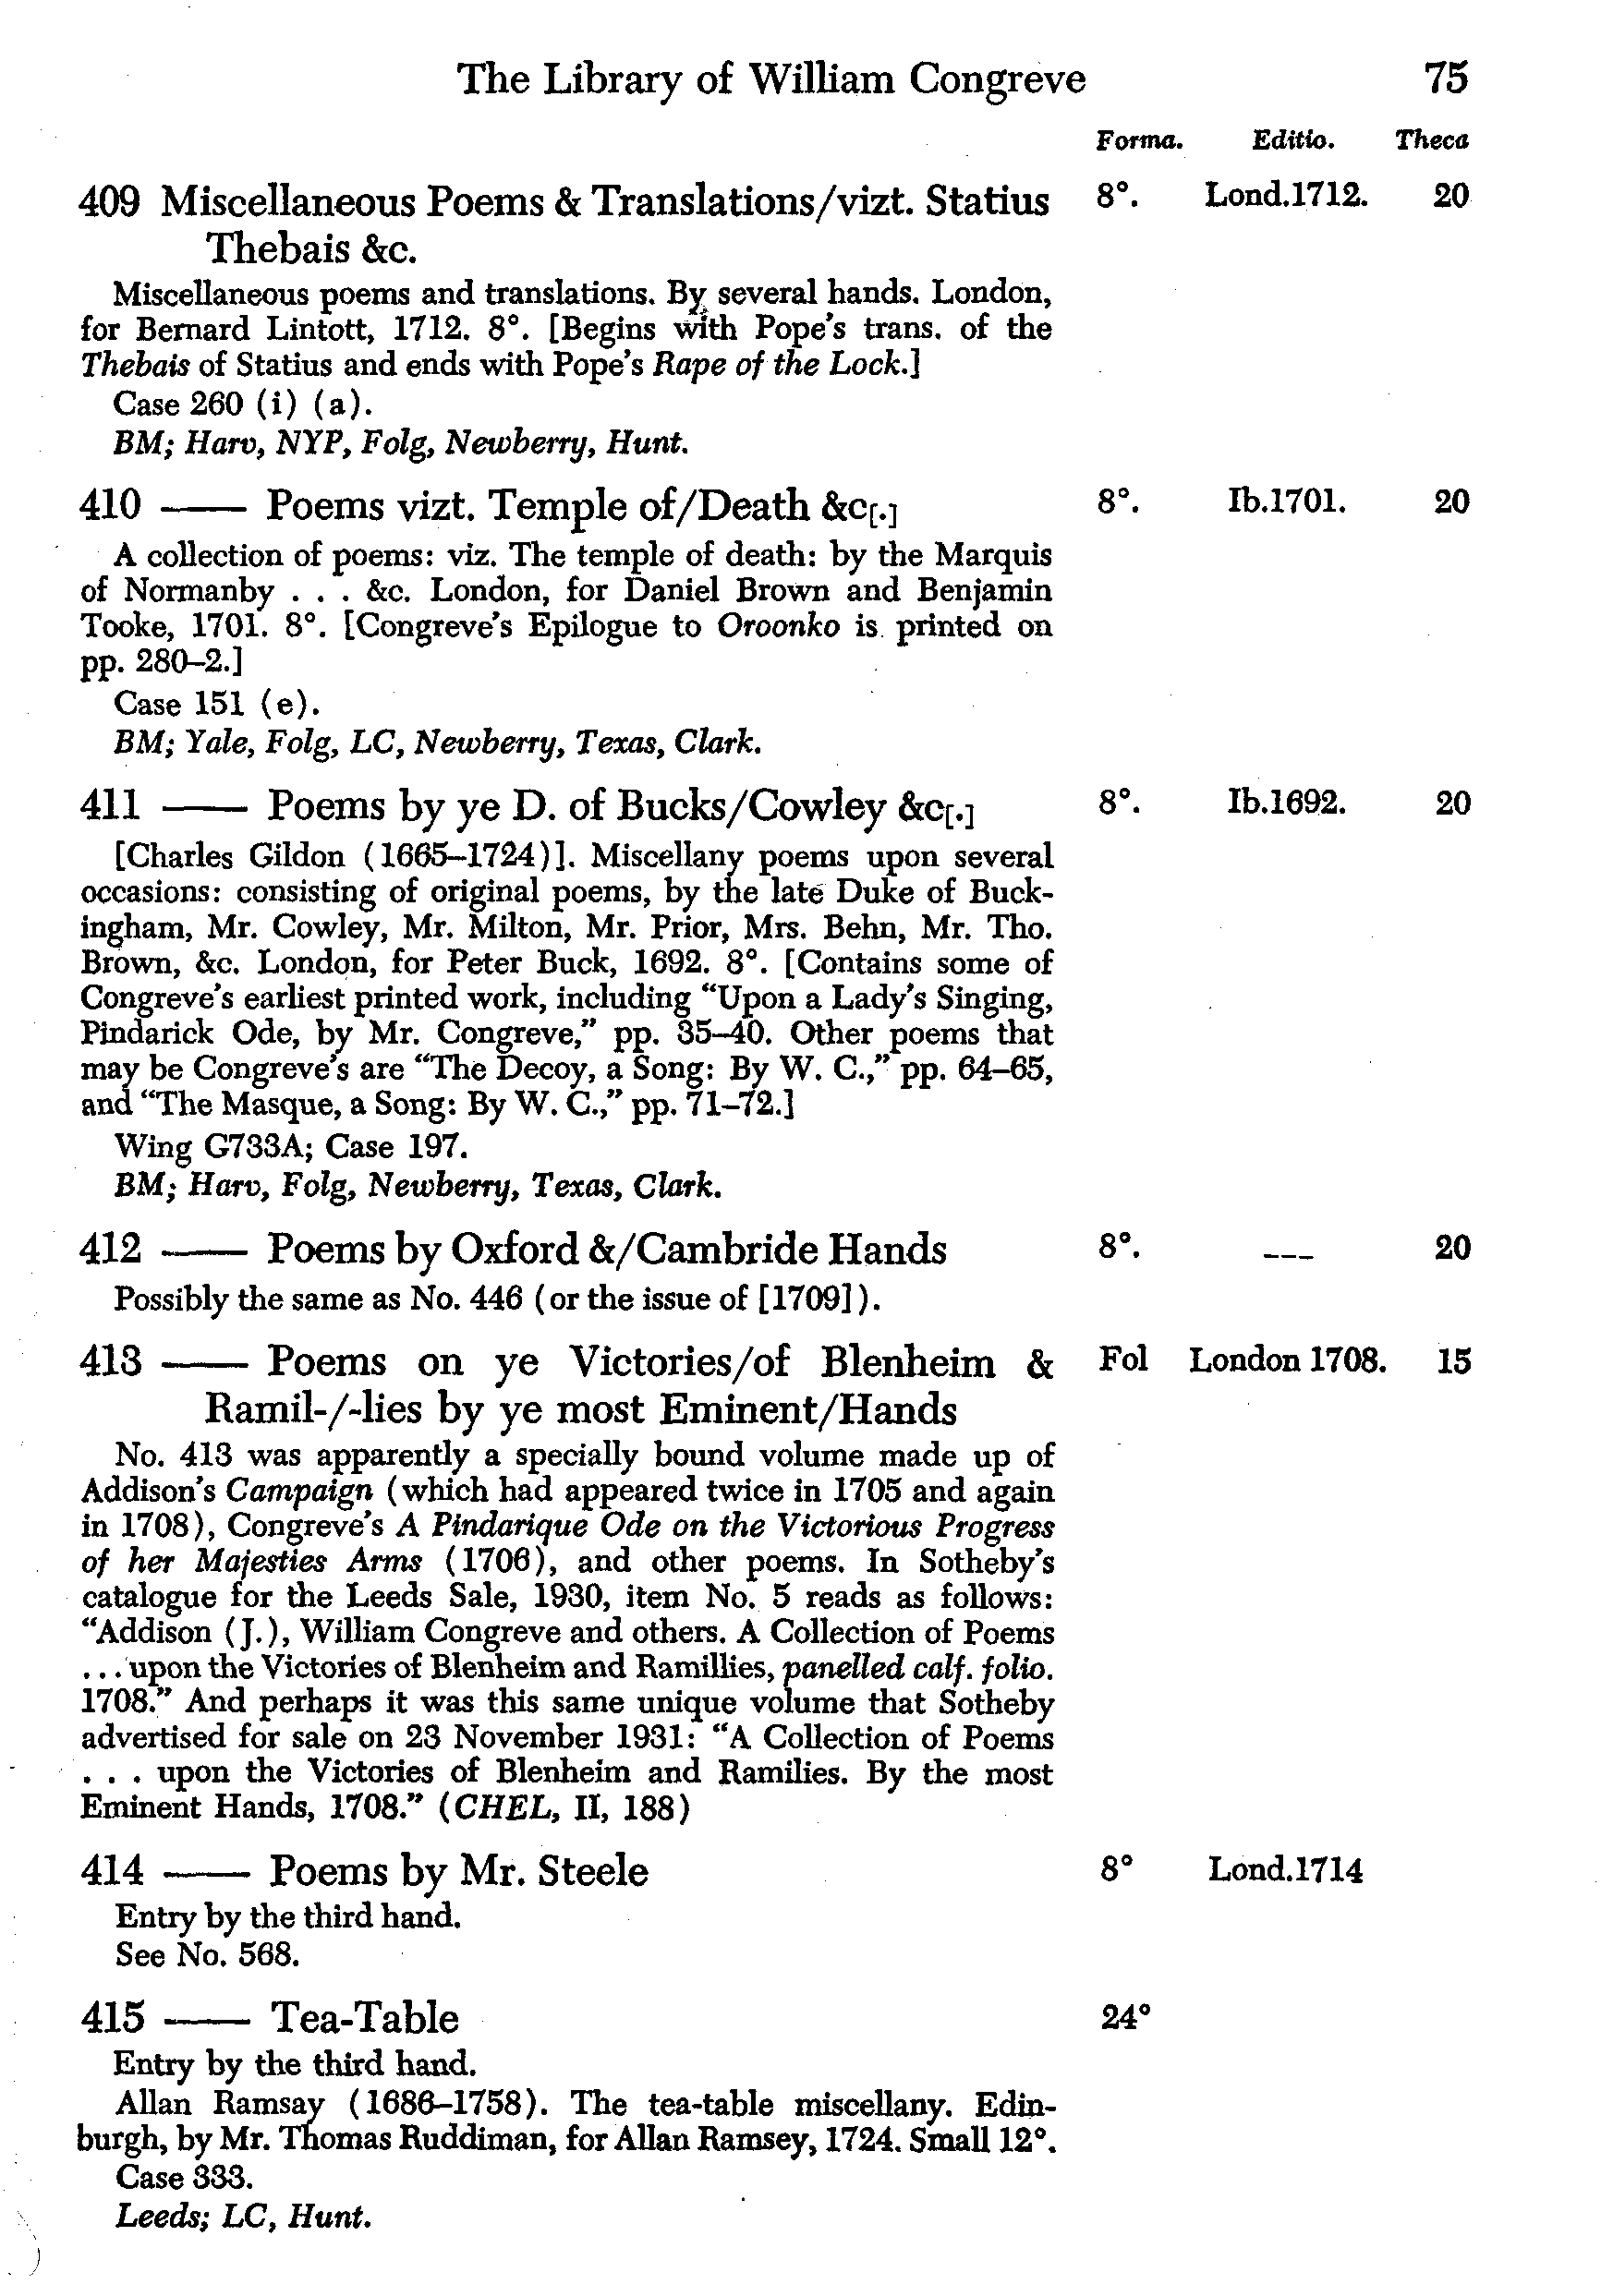 The Library of William Congreve 75
Forma. Editio. Theca
409 Miscellaneous Poems & Translations/vizt. Statius 8°. Lond.1712. 20
Thebais &c.
Miscellaneous poems and translations. By several hands. London,
for Bernard Lintott, 1712. 8°. [Begins with Pope's trans. of the
Thebais of Statius and ends with Pope's Rape of the Lock.]
Case 260 (i) (a).
BM; Harv, NYP, Folg, Newberry, Hunt.
410 —— Poems vizt. Temple of/Death &c[.] 8°. Ib.1701. 20
A collection of poems: viz. The temple of death: by the Marquis
of Normanby . . . &c. London, for Daniel Brown and Benjamin
Tooke, 1701. 8°. [Congreve's Epilogue to Oroonko is printed on
pp. 280–2.]
Case 151 (e).
BM; Yale, Folg, LC, Newberry, Texas, Clark.
411 —— Poems by ye D. of Bucks/Cowley &c[.] 8°. Ib.1692. 20
[Charles Gildon (1665–1724)]. Miscellany poems upon several
occasions: consisting of original poems, by the late Duke of Buck-
ingham, Mr. Cowley, Mr. Milton, Mr. Prior, Mrs. Behn, Mr. Tho.
Brown, &c. London, for Peter Buck, 1692. 8°. [Contains some of
Congreve's earliest printed work, including "Upon a Lady's Singing,
Pindarick Ode, by Mr. Congreve," pp. 35–40. Other poems that
may be Congreve's are "The Decoy, a Song: By W. C.," pp. 64–65,
and "The Masque, a Song: By W. C.," pp. 71–72.]
Wing G733A; Case 197.
BM; Harv, Folg, Newberry, Texas, Clark.
412 —— Poems by Oxford &/Cambride Hands 8°. --- 20
Possibly the same as No. 446 (or the issue of [1709]).
413 —— Poems on ye Victories/of Blenheim & Fol London 1708. 15
Ramil-/-lies by ye most Eminent/Hands
No. 413 was apparently a specially bound volume made up of
Addison's Campaign (which had appeared twice in 1705 and again
in 1708), Congreve's A Pindarique Ode on the Victorious Progress
of her Majesties Arms (1706), and other poems. In Sotheby's
catalogue for the Leeds Sale, 1930, item No. 5 reads as follows:
"Addison (J.), William Congreve and others. A Collection of Poems
. . . upon the Victories of Blenheim and Ramillies, panelled calf. folio.
1708." And perhaps it was this same unique volume that Sotheby
advertised for sale on 23 November 1931: "A Collection of Poems
. . . upon the Victories of Blenheim and Ramilies. By the most
Eminent Hands, 1708." (CHEL, II, 188)
414 —— Poems by Mr. Steele 8° Lond.1714
Entry by the third hand.
See No. 568.
415 —— Tea-Table 24°
Entry by the third hand.
Allan Ramsay (1686–1758). The tea-table miscellany. Edin-
burgh, by Mr. Thomas Ruddiman, for Allan Ramsey, 1724. Small 12°.
Case 333.
Leeds; LC, Hunt.